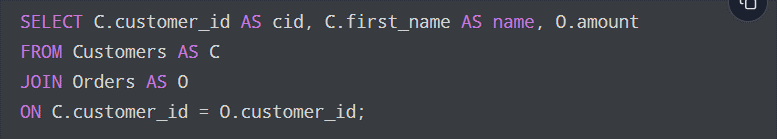 SELECT C.customer_id AS cid, C.first_name AS name, O.amount
FROM Customers AS C
JOIN Orders AS O
ON C.customer_id = O.customer_id;